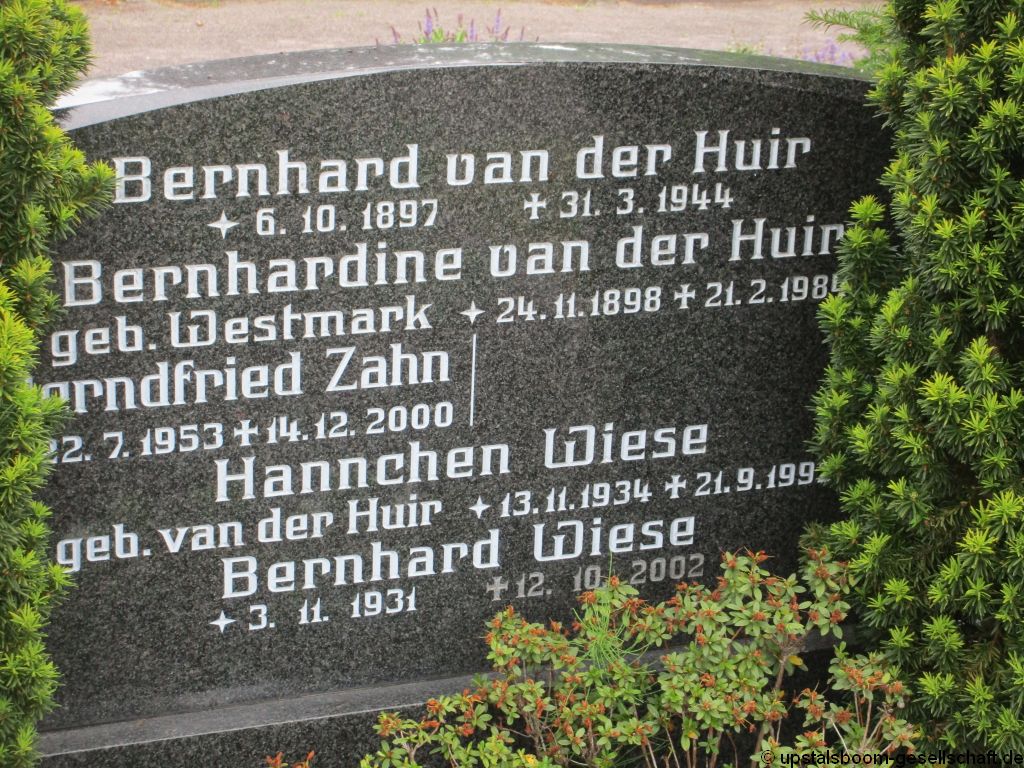 Bernhard van der Huir
6. 10. 1897 31. 3. 1944
Bernhardine van der Huir
geb. Westmark 24. 11. 1898 21. 2. 198
rndfried Zahn
22. 7. 1953 14. 12. 2000
Hannchen Wiese
geb. van der Huir 13. 11. 1934 21. 9. 199
Bernhard Wiese
3. 11. 1931 12. 10. 2002
© upstalsboom-gesellschaft.de